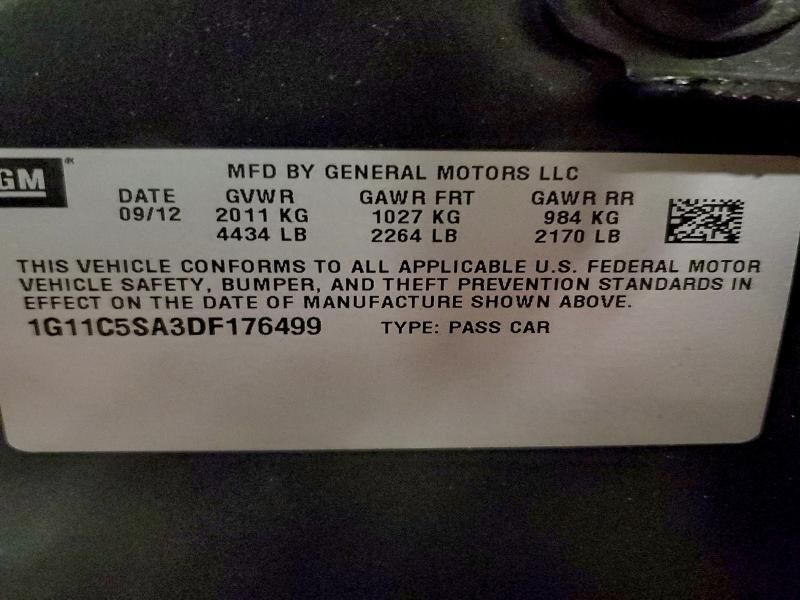 GM
MFD BY GENERAL MOTORS LLC
DATE GVWR GAWR FRT GAWR RR
09/12 2011 KG 1027 KG 984 KG
4434 LB 2264 LB 2170 LB
THIS VEHICLE CONFORMS TO ALL APPLICABLE U.S. FEDERAL MOTOR
VEHICLE SAFETY, BUMPER, AND THEFT PREVENTION STANDARDS IN
EFFECT ON THE DATE OF MANUFACTURE SHOWN ABOVE.
1G11C5SA3DF176499 TYPE: PASS CAR